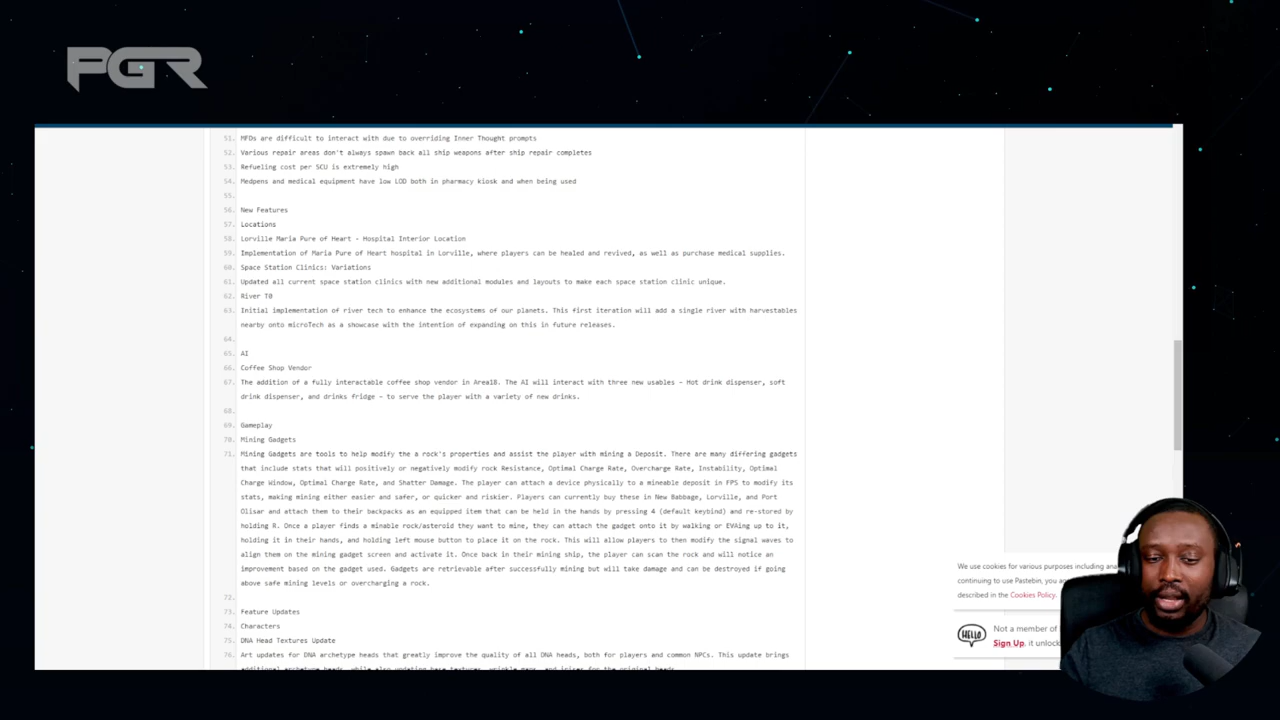 PGR
51. MFDs are difficult to interact with due to overriding Inner Thought prompts
52. Various repair areas don't always spawn back all ship weapons after ship repair completes
53. Refueling cost per SCU is extremely high
54. Medpens and medical equipment have low LOD both in pharmacy kiosk and when being used
55.
56. New Features
57. Locations
58. Lorville Maria Pure of Heart - Hospital Interior Location
59. Implementation of Maria Pure of Heart hospital in Lorville, where players can be healed and revived, as well as purchase medical supplies.
60. Space Station Clinics: Variations
61. Updated all current space station clinics with new additional modules and layouts to make each space station clinic unique.
62. River T0
63. Initial implementation of river tech to enhance the ecosystems of our planets. This first iteration will add a single river with harvestables
nearby onto microTech as a showcase with the intention of expanding on this in future releases.
64.
65. AI
66. Coffee Shop Vendor
67. The addition of a fully interactable coffee shop vendor in Area18. The AI will interact with three new usables - Hot drink dispenser, soft
drink dispenser, and drinks fridge - to serve the player with a variety of new drinks.
68.
69. Gameplay
70. Mining Gadgets
71. Mining Gadgets are tools to help modify the a rock's properties and assist the player with mining a Deposit. There are many differing gadgets
that include stats that will positively or negatively modify rock Resistance, Optimal Charge Rate, Overcharge Rate, Instability, Optimal
Charge Window, Optimal Charge Rate, and Shatter Damage. The player can attach a device physically to a mineable deposit in FPS to modify its
stats, making mining either easier and safer, or quicker and riskier. Players can currently buy these in New Babbage, Lorville, and Port
Olisar and attach them to their backpacks as an equipped item that can be held in the hands by pressing 4 (default keybind) and re-stored by
holding R. Once a player finds a minable rock/asteroid they want to mine, they can attach the gadget onto it by walking or EVAing up to it,
holding it in their hands, and holding left mouse button to place it on the rock. This will allow players to then modify the signal waves to
align them on the mining gadget screen and activate it. Once back in their mining ship, the player can scan the rock and will notice an
improvement based on the gadget used. Gadgets are retrievable after successfully mining but will take damage and can be destroyed if going
above safe mining levels or overcharging a rock.
72.
73. Feature Updates
74. Characters
75. DNA Head Textures Update
76. Art updates for DNA archetype heads that greatly improve the quality of all DNA heads, both for players and common NPCs. This update brings
additional archetype heads, while also updating base textures, wrinkle maps, and irises for the original heads.
We use cookies for various purposes including
continuing to use Pastebin, you
described in the Cookies Policy.
HELLO
Not a member of
Sign Up, it unlock